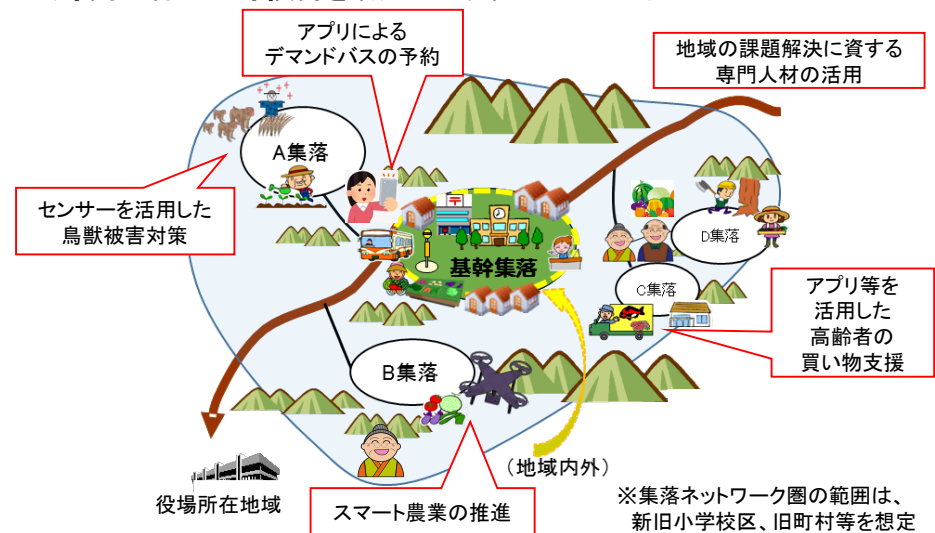 アプリによる
デマンドバスの予約
地域の課題解決に資する
専門人材の活用
A集落
センサーを活用した
鳥獣被害対策
〒
基幹集落
D集落
C集落
アプリ等を
活用した
高齢者の
買い物支援
B集落
(地域内外)
役場所在地域
スマート農業の推進
※集落ネットワーク圏の範囲は、
新旧小学校区、旧町村等を想定